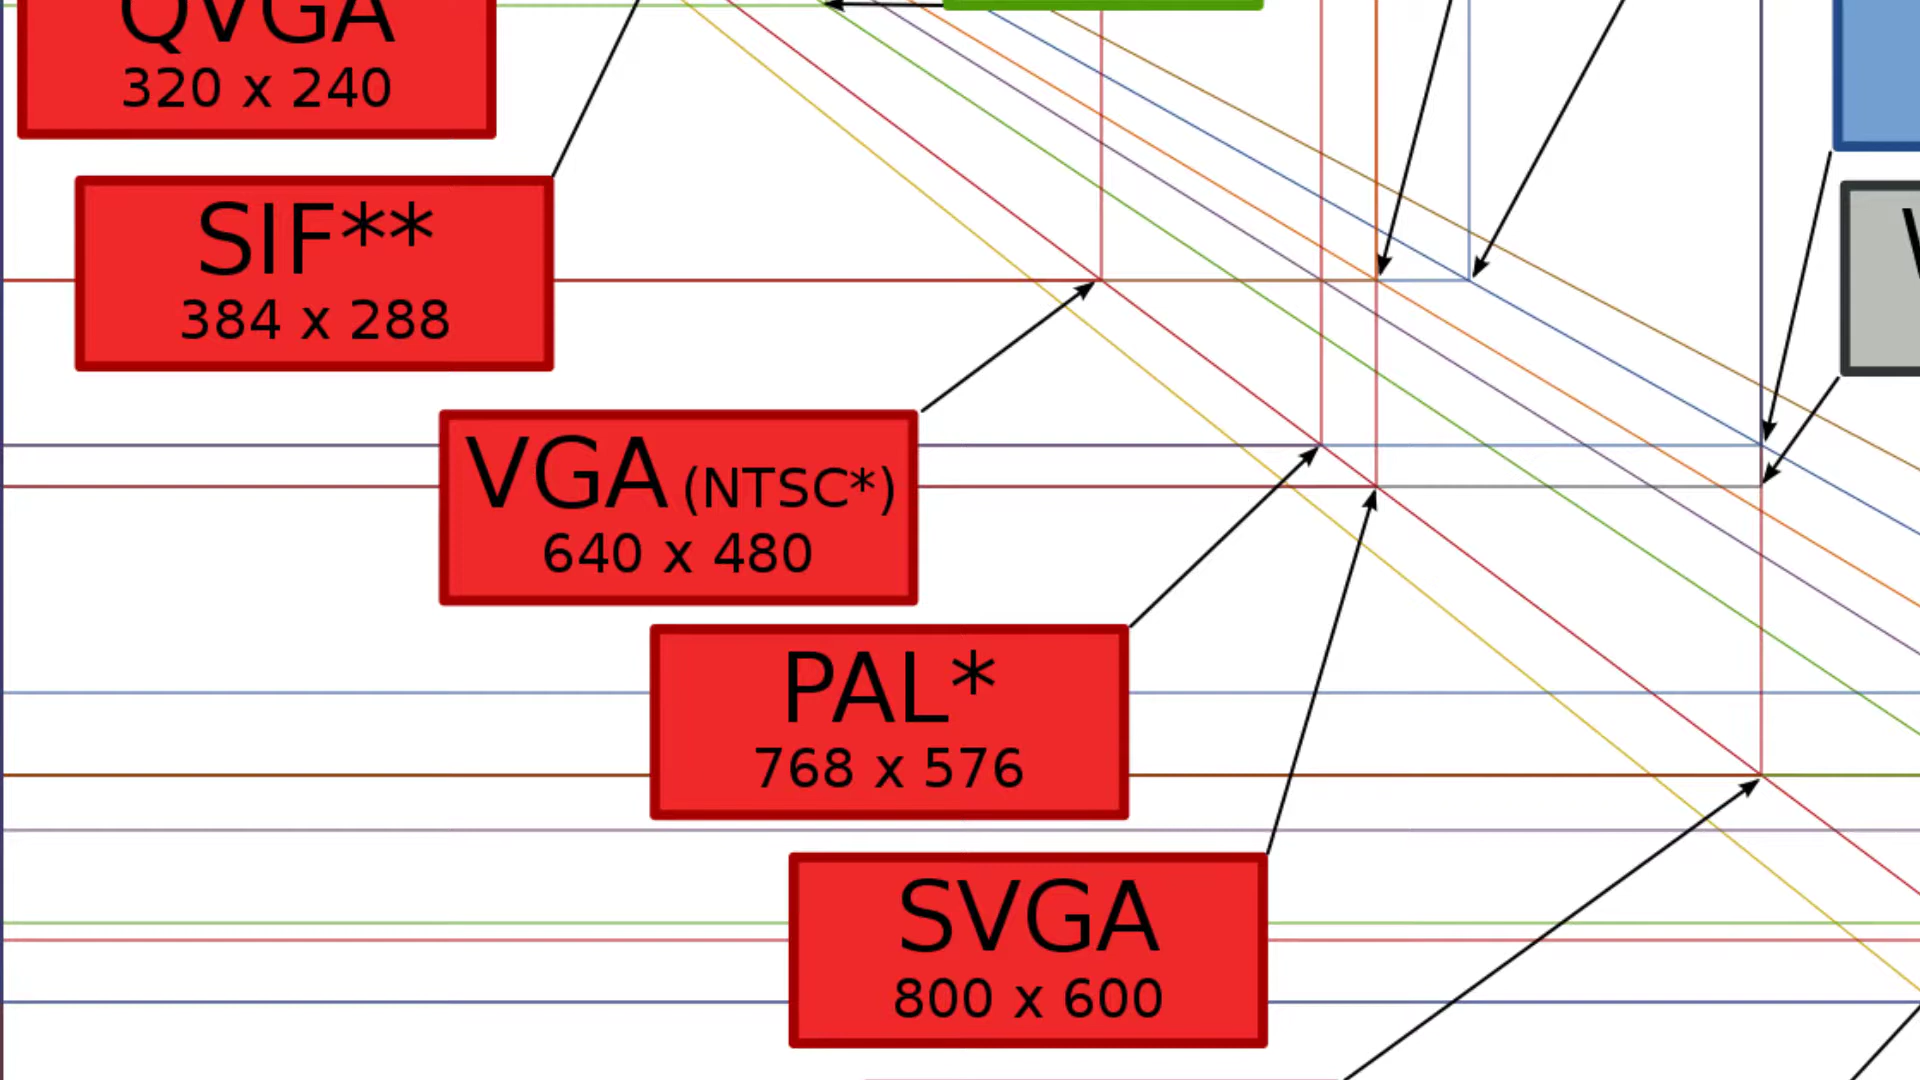 QVGA
320 x 240
SIF**
384 x 288
VGA (NTSC*)
640 x 480
PAL*
768 x 576
SVGA
800 x 600